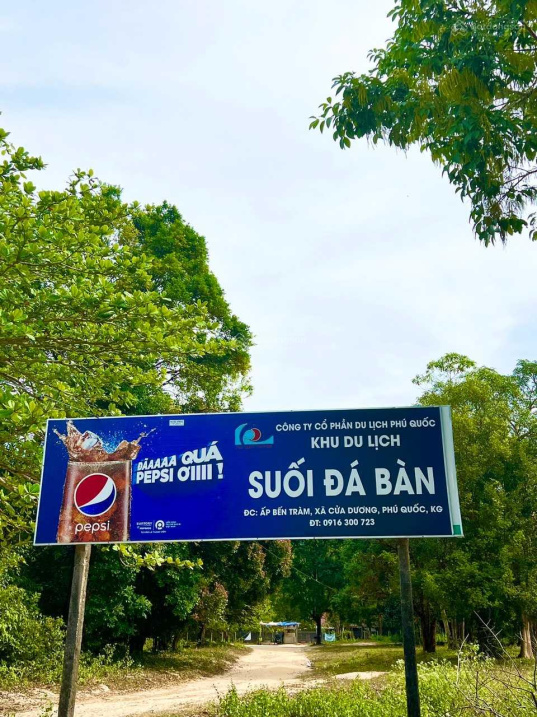 ĐÃAAAA QUÁ
PEPSI ƠIIII !
pepsi
CÔNG TY CỔ PHẦN DU LỊCH PHÚ QUỐC
KHU DU LỊCH
SUỐI ĐÁ BÀN
ĐC: ẤP BẾN TRÀM, XÃ CỬA DƯƠNG, PHÚ QUỐC, KG
ĐT: 0916 300 723